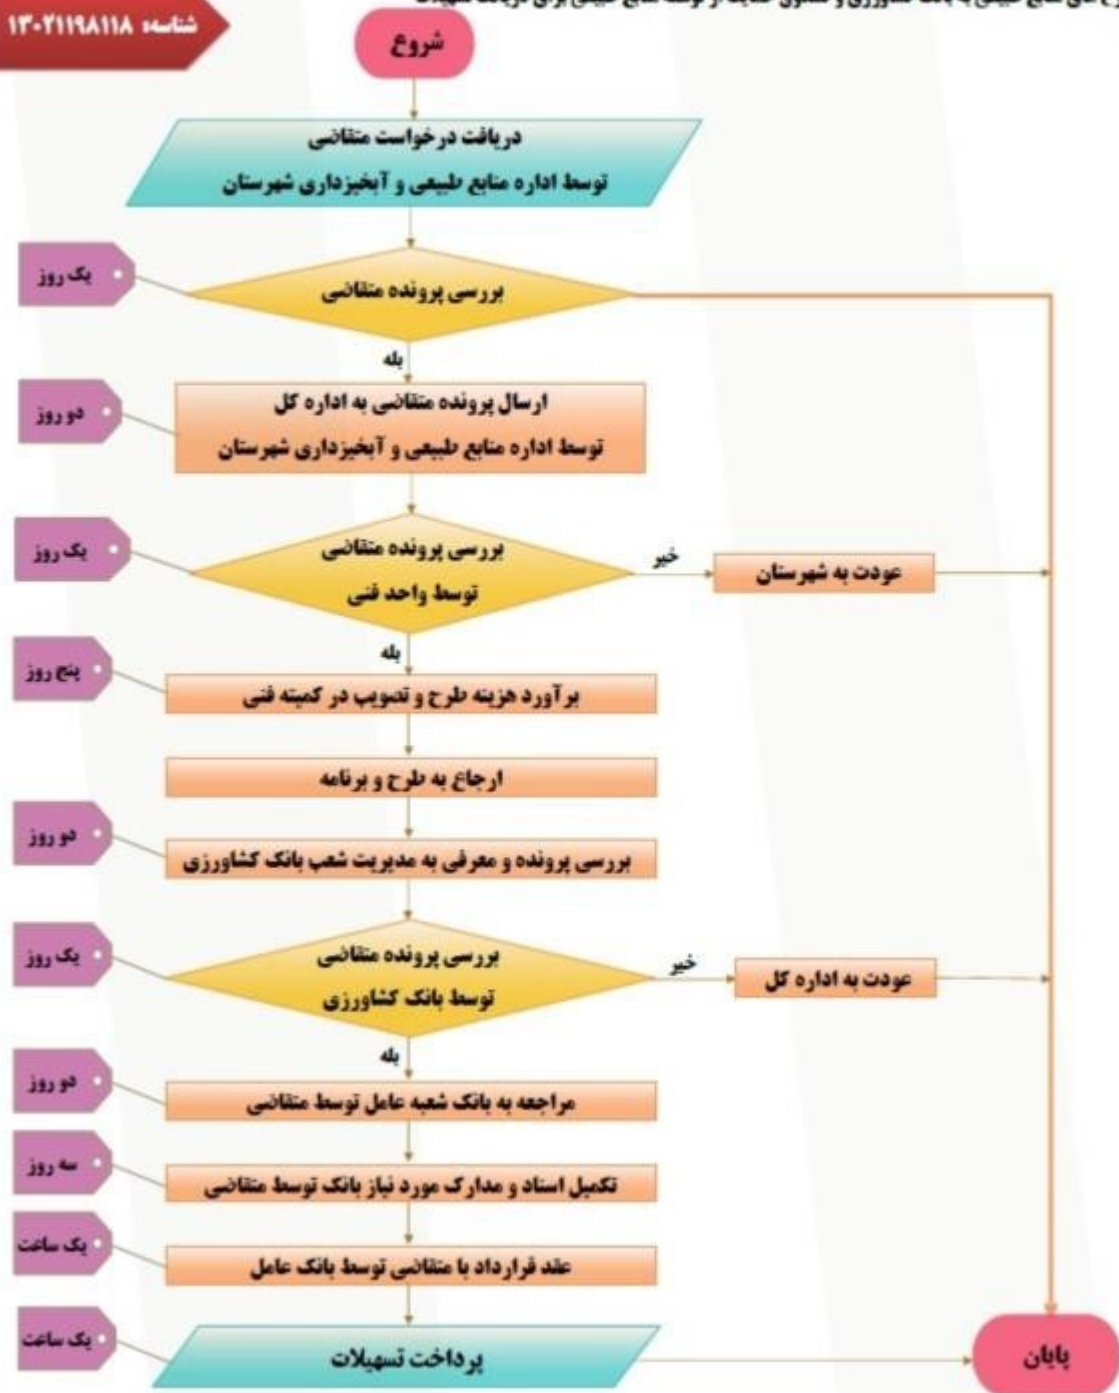 شناسه: ۱۳۰۲۱۱۹۸۱۱۸
شروع
دریافت درخواست متقاضی
توسط اداره منابع طبیعی و آبخیزداری شهرستان
یک روز
بررسی پرونده متقاضی
بله
دو روز
ارسال پرونده متقاضی به اداره کل
توسط اداره منابع طبیعی و آبخیزداری شهرستان
یک روز
بررسی پرونده متقاضی
توسط واحد فنی
خیر
عودت به شهرستان
بله
پنج روز
برآورد هزینه طرح و تصویب در کمیته فنی
ارجاع به طرح و برنامه
دو روز
بررسی پرونده و معرفی به مدیریت شعب بانک کشاورزی
یک روز
بررسی پرونده متقاضی
توسط بانک کشاورزی
خیر
عودت به اداره کل
بله
دو روز
مراجعه به بانک شعبه عامل توسط متقاضی
سه روز
تکمیل اسناد و مدارک مورد نیاز بانک توسط متقاضی
یک ساعت
عقد قرارداد با متقاضی توسط بانک عامل
یک ساعت
پرداخت تسهیلات
پایان